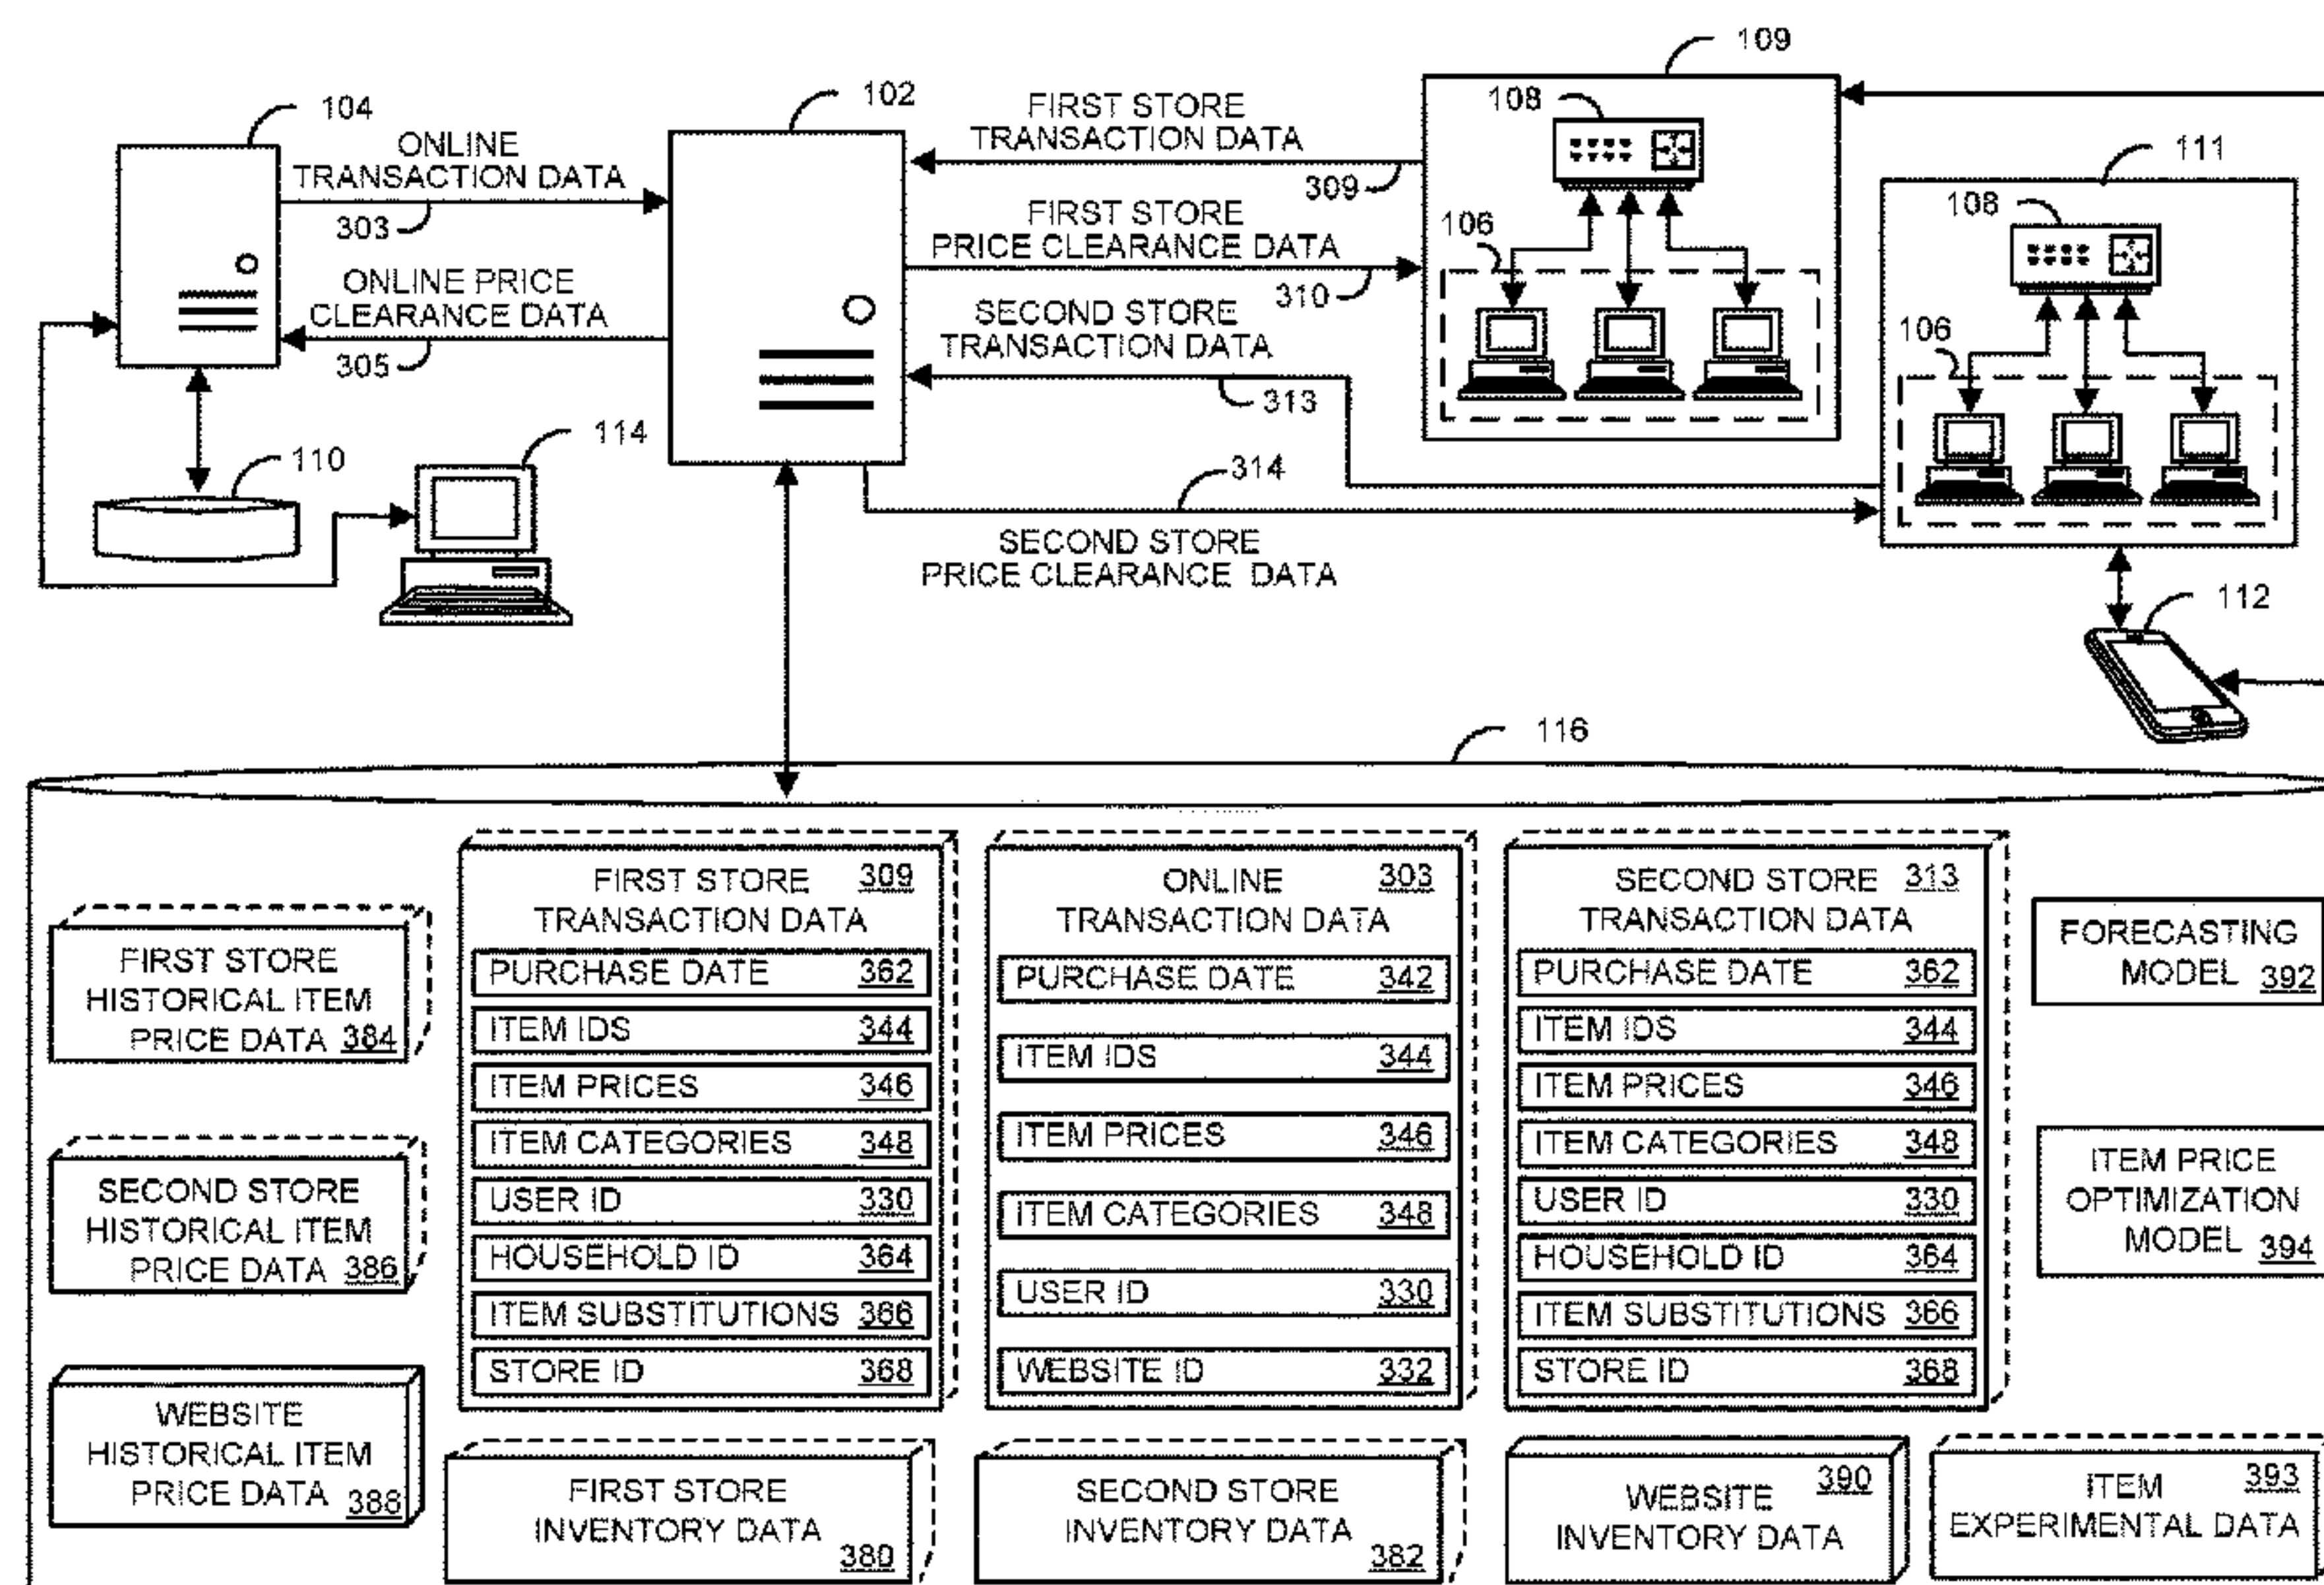 109
104
102
FIRST STORE
TRANSACTION DATA
108
309
111
ONLINE
TRANSACTION DATA
303
FIRST STORE
PRICE CLEARANCE DATA
310
106
108
ONLINE PRICE
CLEARANCE DATA
305
SECOND STORE
TRANSACTION DATA
313
106
114
110
314
SECOND STORE
PRICE CLEARANCE DATA
112
116
FIRST STORE
HISTORICAL ITEM
PRICE DATA 384
SECOND STORE
HISTORICAL ITEM
PRICE DATA 386
WEBSITE
HISTORICAL ITEM
PRICE DATA 388
FIRST STORE 309
TRANSACTION DATA
PURCHASE DATE 362
ITEM IDS 344
ITEM PRICES 346
ITEM CATEGORIES 348
USER ID 330
HOUSEHOLD ID 364
ITEM SUBSTITUTIONS 366
STORE ID 368
ONLINE 303
TRANSACTION DATA
PURCHASE DATE 342
ITEM IDS 344
ITEM PRICES 346
ITEM CATEGORIES 348
USER ID 330
WEBSITE ID 332
SECOND STORE 313
TRANSACTION DATA
PURCHASE DATE 362
ITEM IDS 344
ITEM PRICES 346
ITEM CATEGORIES 348
USER ID 330
HOUSEHOLD ID 364
ITEM SUBSTITUTIONS 366
STORE ID 368
FORECASTING
MODEL 392
ITEM PRICE
OPTIMIZATION
MODEL 394
FIRST STORE
INVENTORY DATA
380
SECOND STORE
INVENTORY DATA
382
WEBSITE 390
INVENTORY DATA
ITEM 393
EXPERIMENTAL DATA